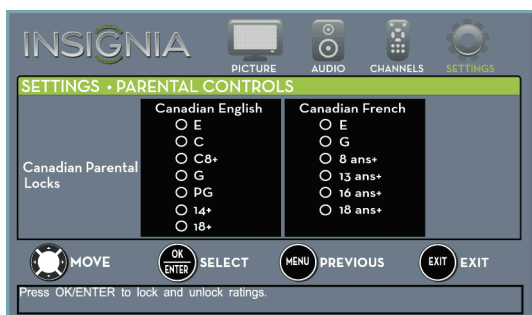 INSIGNIA
PICTURE AUDIO CHANNELS SETTINGS
SETTINGS • PARENTAL CONTROLS
Canadian Parental
Locks
Canadian English
E
C
C8+
G
PG
14+
18+
Canadian French
E
G
8 ans+
13 ans+
16 ans+
18 ans+
MOVE
OK
ENTER
SELECT
MENU
PREVIOUS
EXIT
EXIT
Press OK/ENTER to lock and unlock ratings.